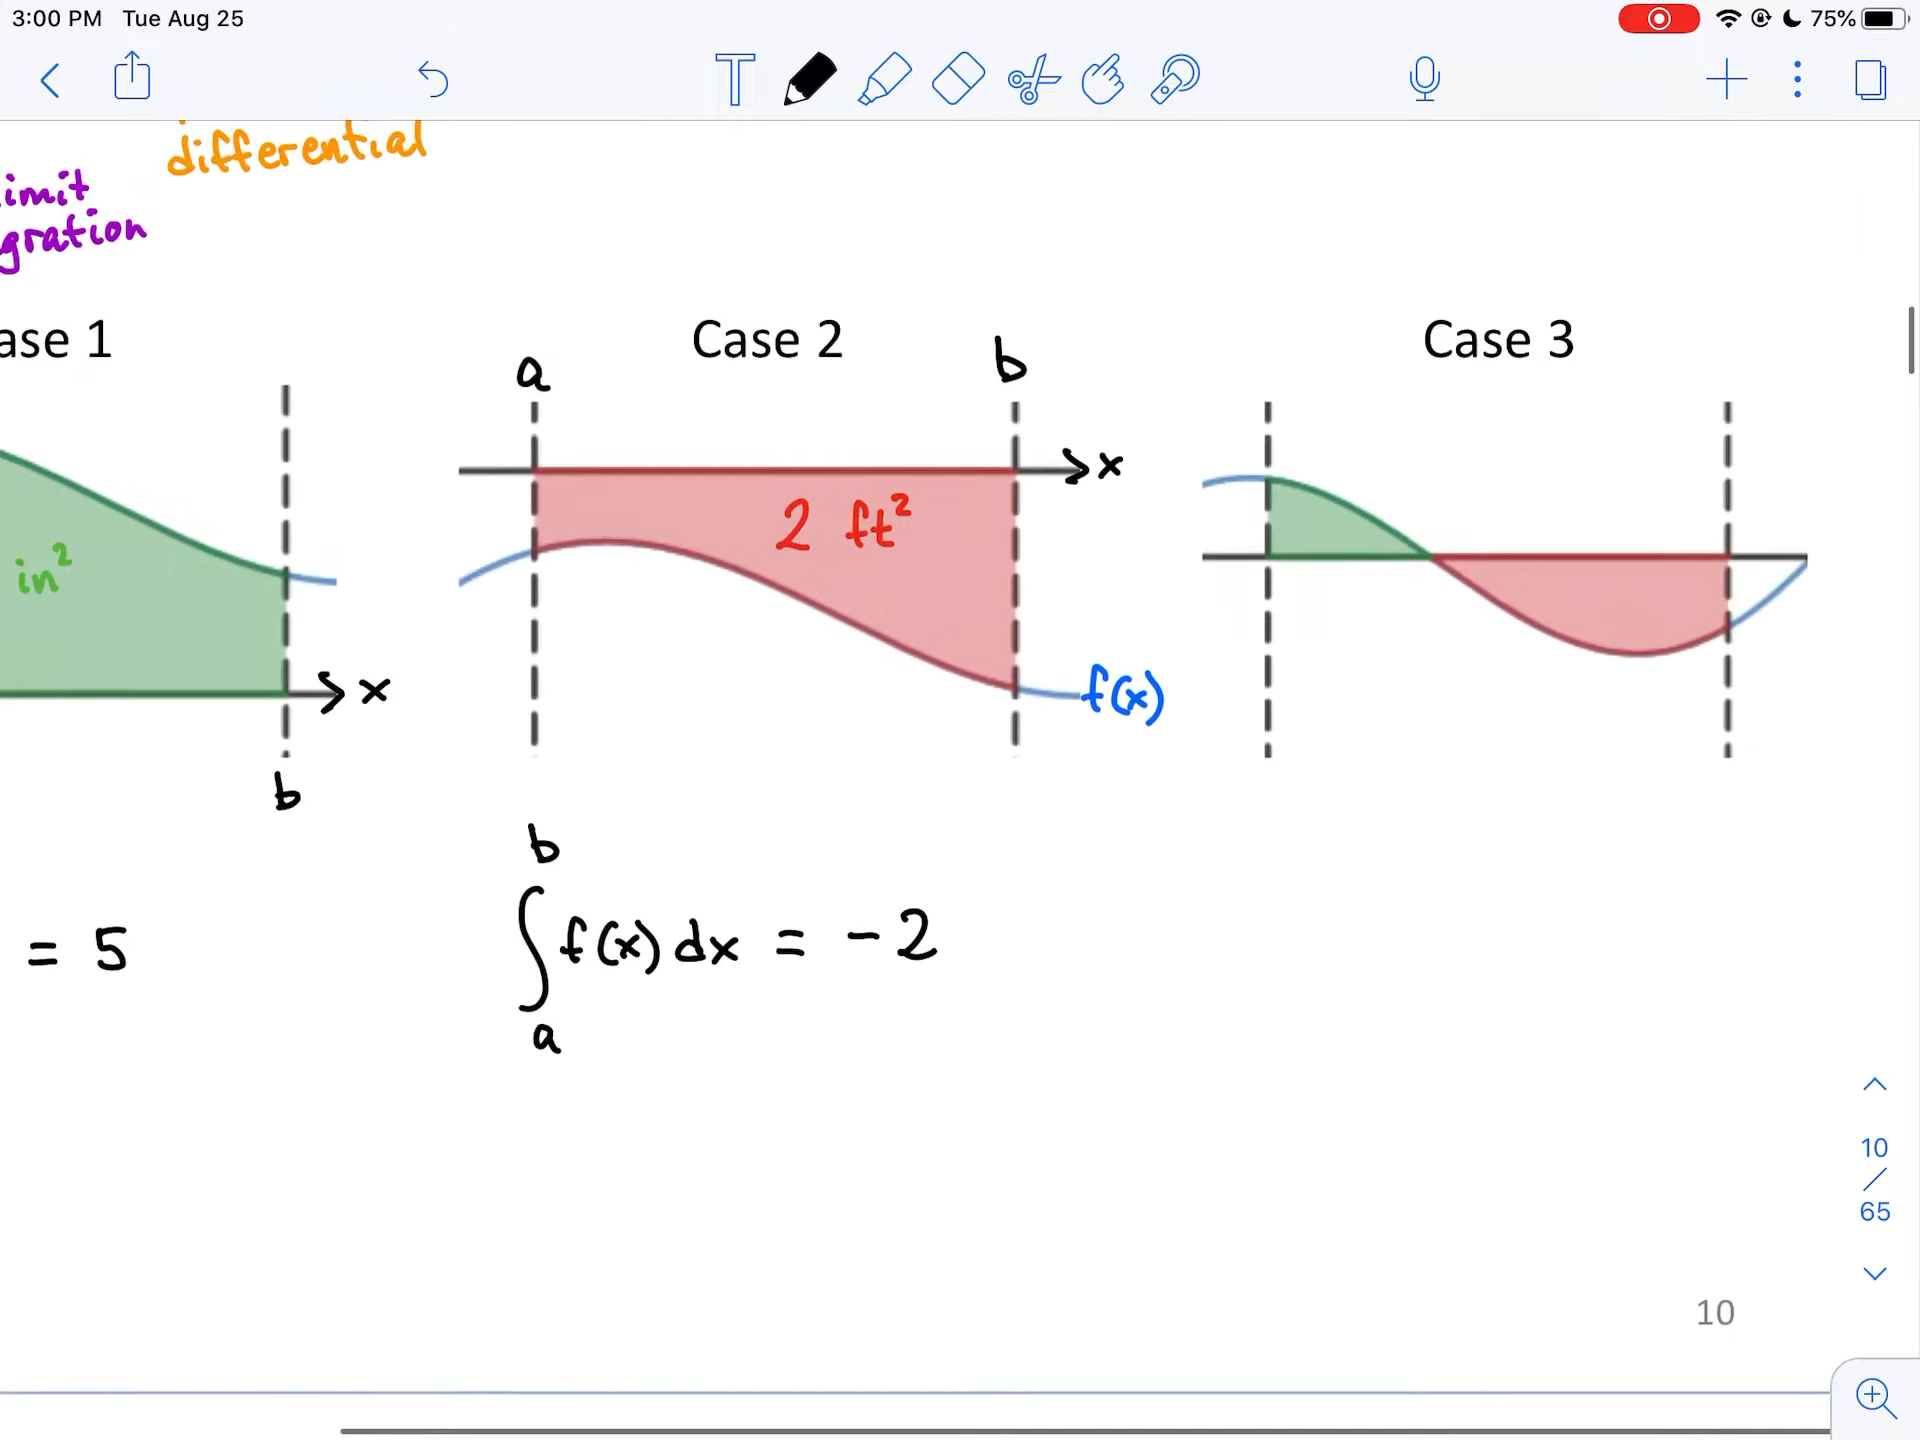 3:00 PM Tue Aug 25
75%
T
differential
imit
gration
ase 1
Case 2
Case 3
a
b
x
2 ft²
in²
x
f(x)
b
b
∫ f(x) dx = -2
a
= 5
10
/
65
10